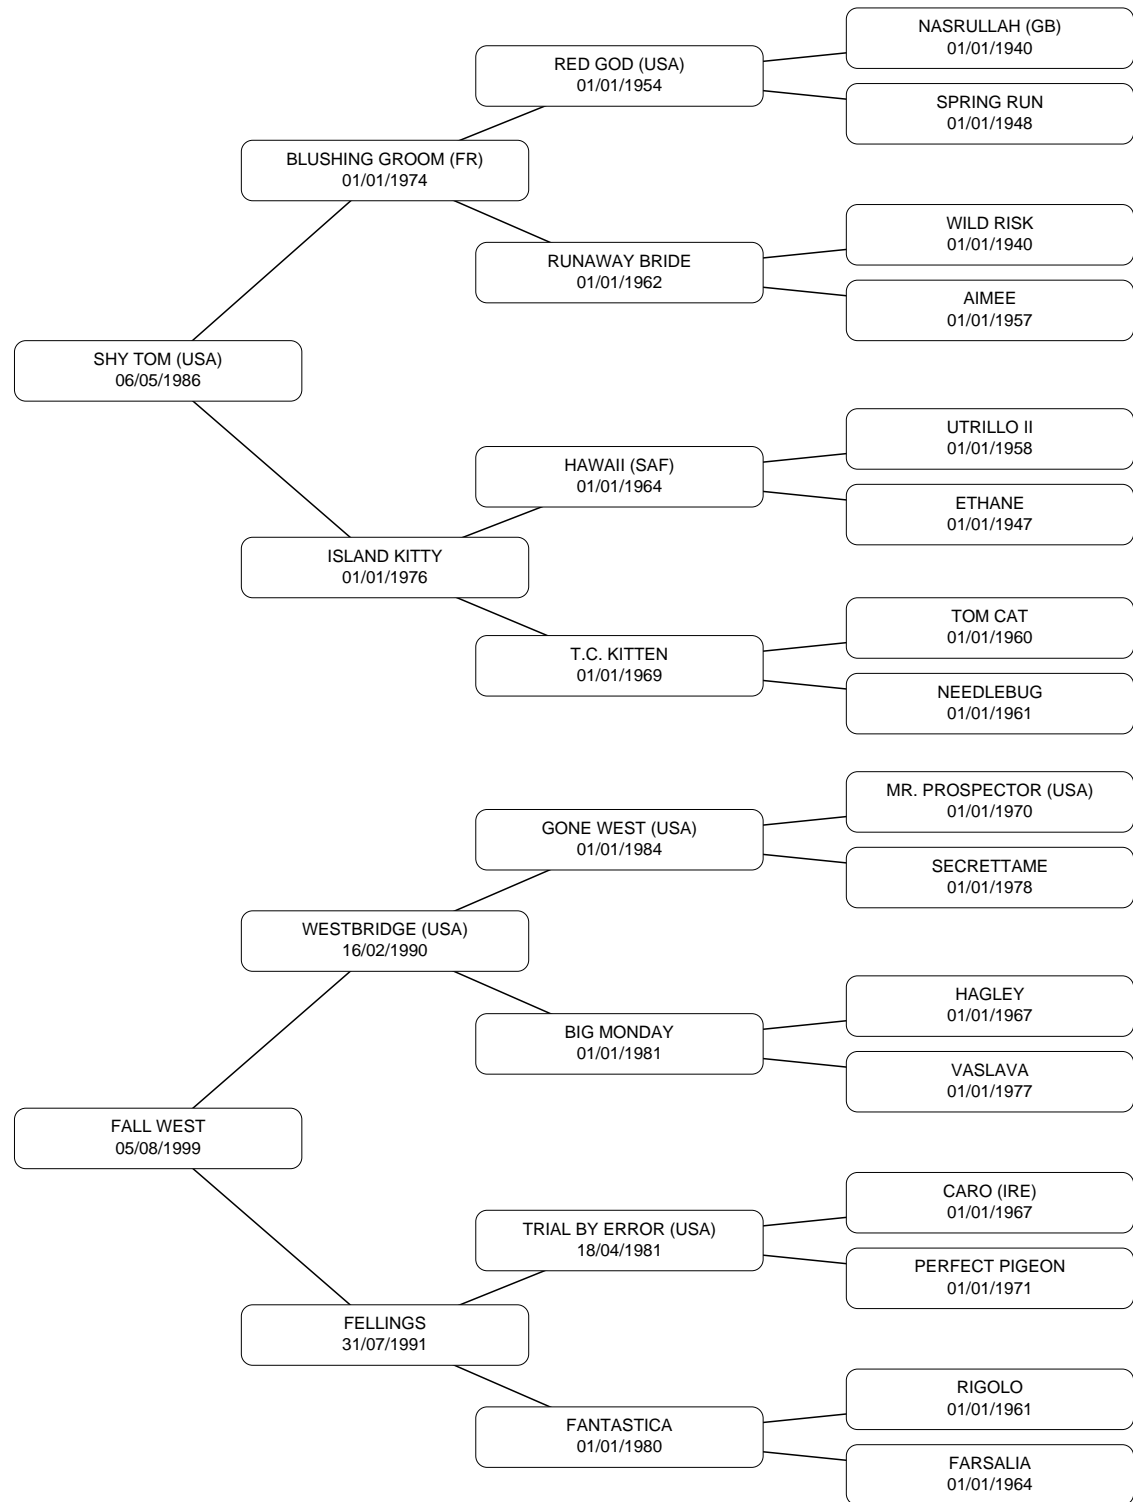 NASRULLAH (GB)
01/01/1940
RED GOD (USA)
01/01/1954
SPRING RUN
01/01/1948
BLUSHING GROOM (FR)
01/01/1974
WILD RISK
01/01/1940
RUNAWAY BRIDE
01/01/1962
AIMEE
01/01/1957
SHY TOM (USA)
06/05/1986
UTRILLO II
01/01/1958
HAWAII (SAF)
01/01/1964
ETHANE
01/01/1947
ISLAND KITTY
01/01/1976
TOM CAT
01/01/1960
T.C. KITTEN
01/01/1969
NEEDLEBUG
01/01/1961
MR. PROSPECTOR (USA)
01/01/1970
GONE WEST (USA)
01/01/1984
SECRETTAME
01/01/1978
WESTBRIDGE (USA)
16/02/1990
HAGLEY
01/01/1967
BIG MONDAY
01/01/1981
VASLAVA
01/01/1977
FALL WEST
05/08/1999
CARO (IRE)
01/01/1967
TRIAL BY ERROR (USA)
18/04/1981
PERFECT PIGEON
01/01/1971
FELLINGS
31/07/1991
RIGOLO
01/01/1961
FANTASTICA
01/01/1980
FARSALIA
01/01/1964